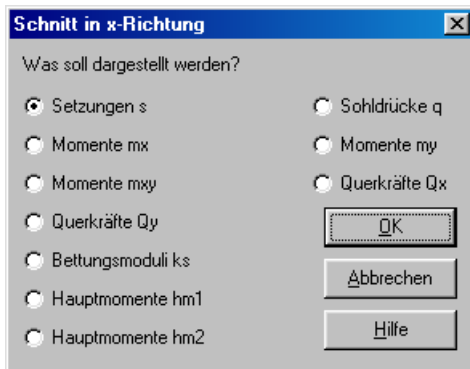 Schnitt in x-Richtung
Was soll dargestellt werden?
Setzungen s
Sohldrücke q
Momente mx
Momente my
Momente mxy
Querkräfte Qx
Querkräfte Qy
OK
Bettungsmoduli ks
Abbrechen
Hauptmomente hm1
Hauptmomente hm2
Hilfe